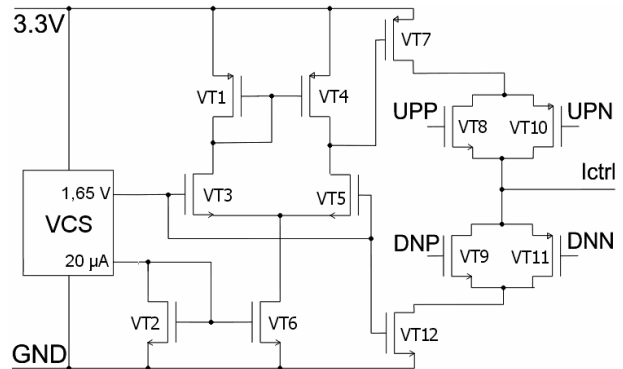 3.3V
VT7
VT1
VT4
UPP
VT8
VT10
UPN
Ictrl
1,65 V
VT3
VT5
VCS
DNP
VT9
VT11
DNN
20 µA
VT2
VT6
VT12
GND